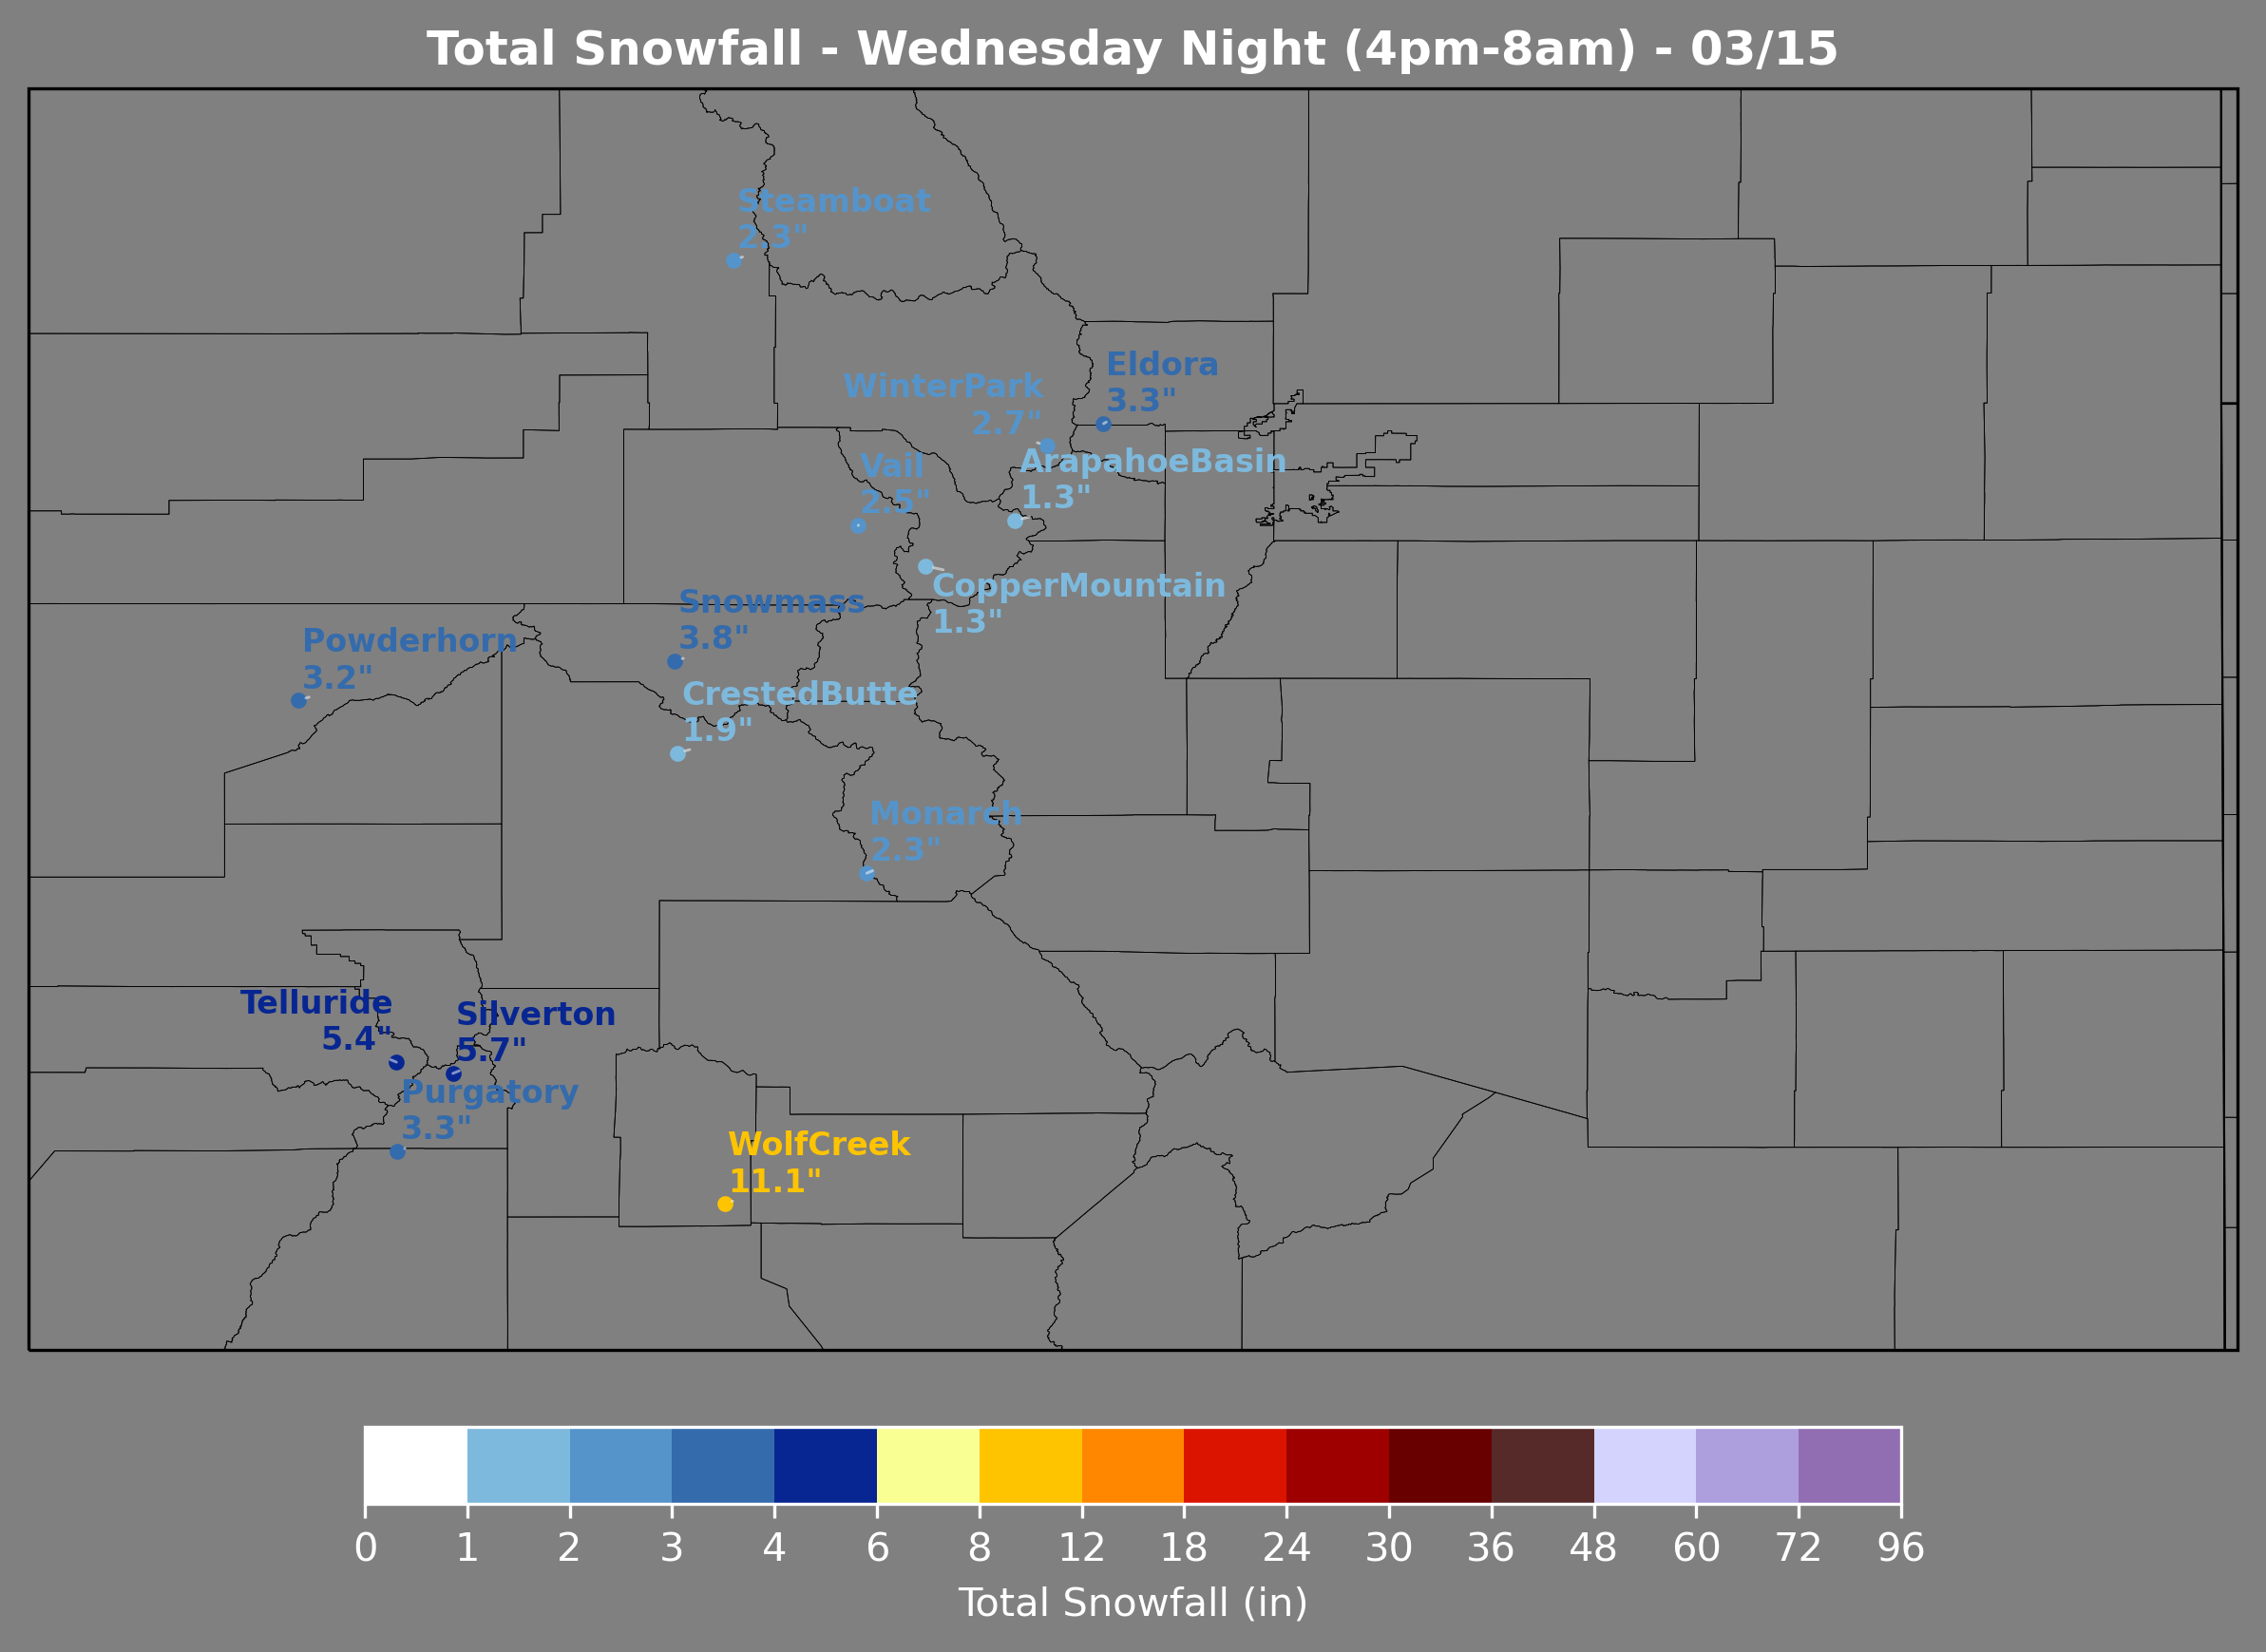 Total Snowfall - Wednesday Night (4pm-8am) - 03/15
Steamboat
2.3"
Eldora
3.3"
WinterPark
2.7"
ArapahoeBasin
1.3"
Vail
2.5"
CopperMountain
1.3"
Snowmass
3.8"
Powderhorn
3.2"
CrestedButte
1.9"
Monarch
2.3"
Telluride
5.4"
Silverton
5.7"
Purgatory
3.3"
WolfCreek
11.1"
0 1 2 3 4 6 8 12 18 24 30 36 48 60 72 96
Total Snowfall (in)